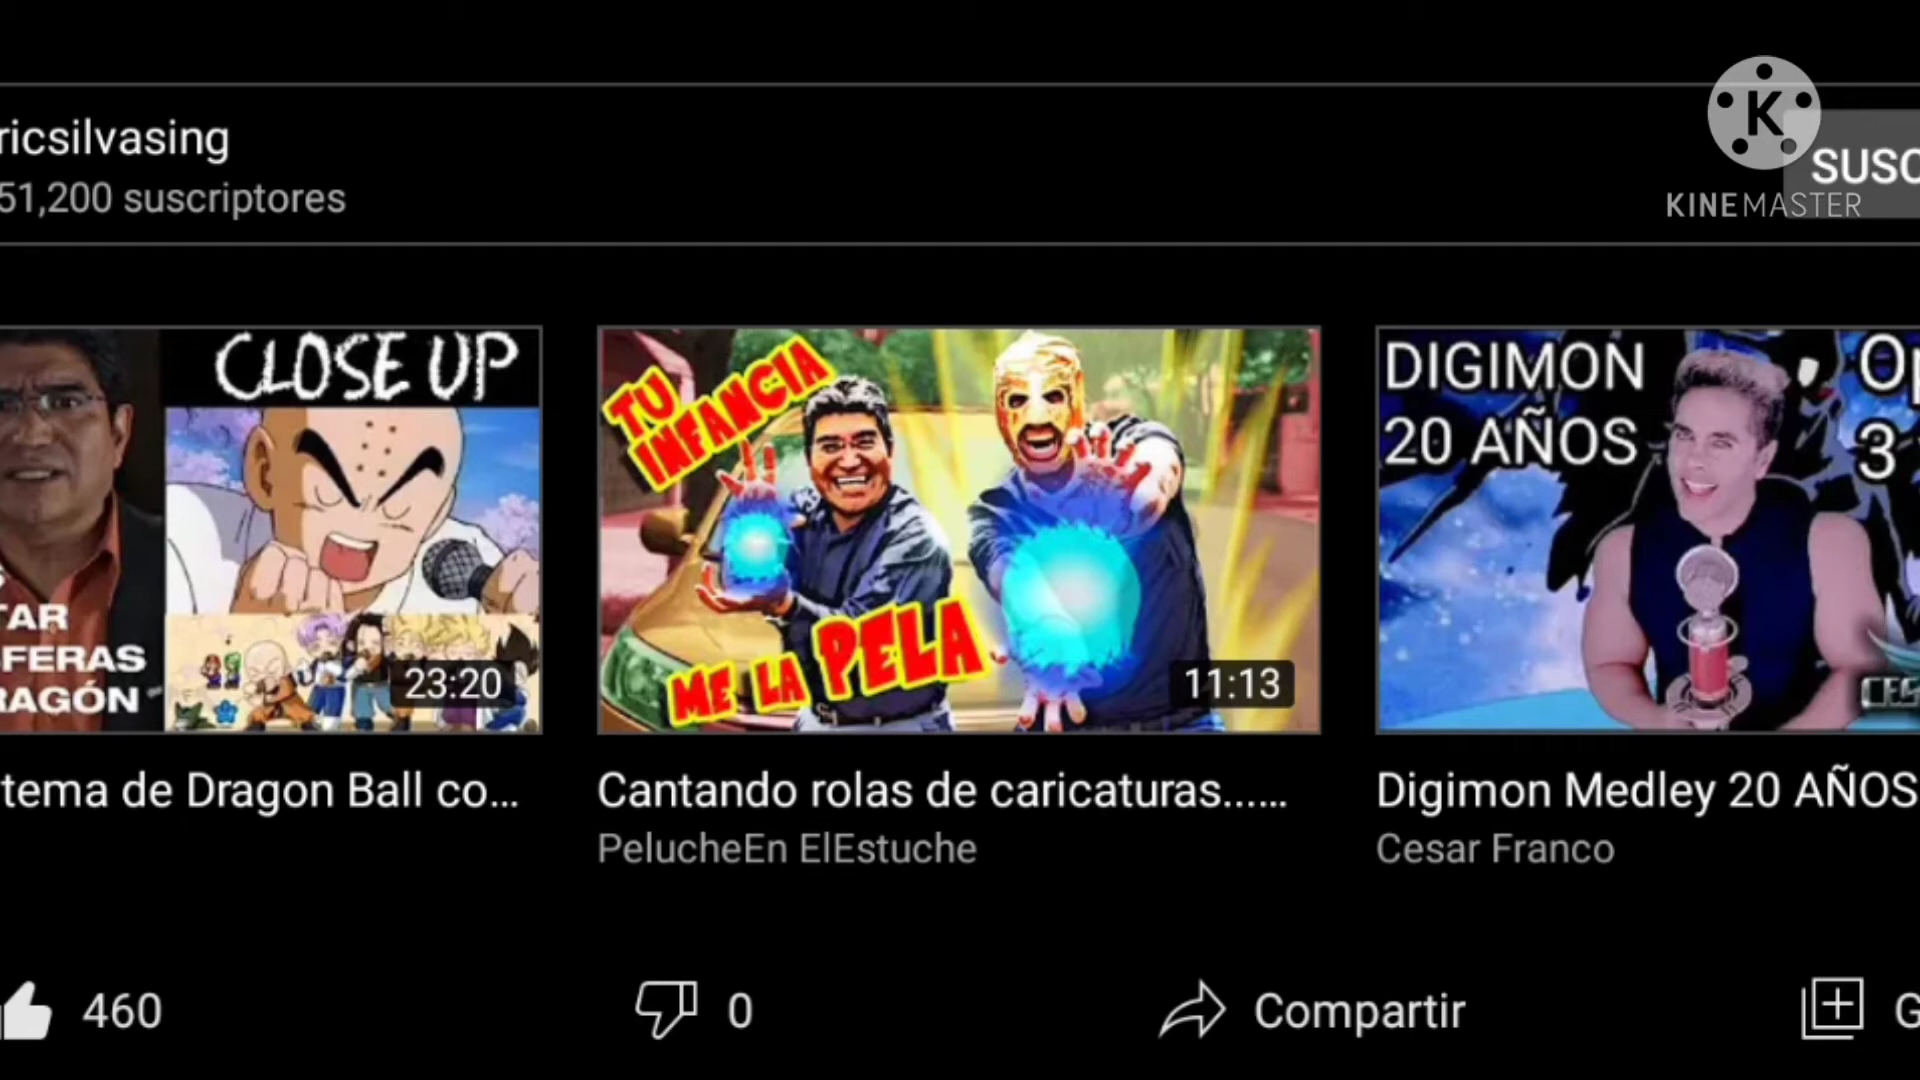 ricsilvasing
51,200 suscriptores
K
KINEMASTER
SUSC
CLOSE UP
TAR
FERAS
RAGÓN
23:20
TU
INFANCIA
ME LA PELA
11:13
DIGIMON
20 AÑOS
Op
3
CES
tema de Dragon Ball co...
Cantando rolas de caricaturas......
PelucheEn ElEstuche
Digimon Medley 20 AÑOS
Cesar Franco
460
0
Compartir
G